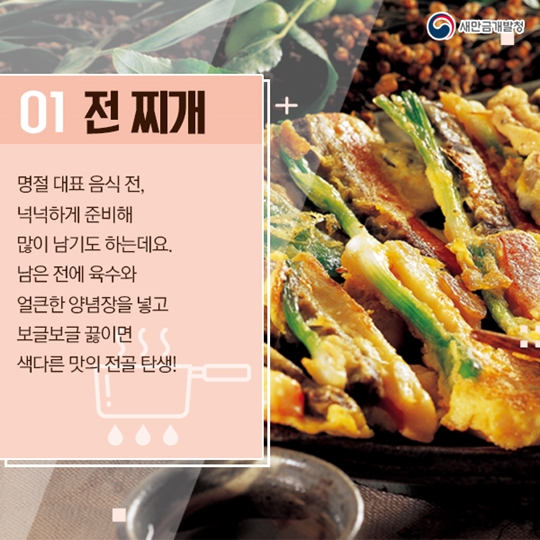 새만금개발청
01 전 찌개
명절 대표 음식 전,
넉넉하게 준비해
많이 남기도 하는데요.
남은 전에 육수와
얼큰한 양념장을 넣고
보글보글 끓이면
색다른 맛의 전골 탄생!